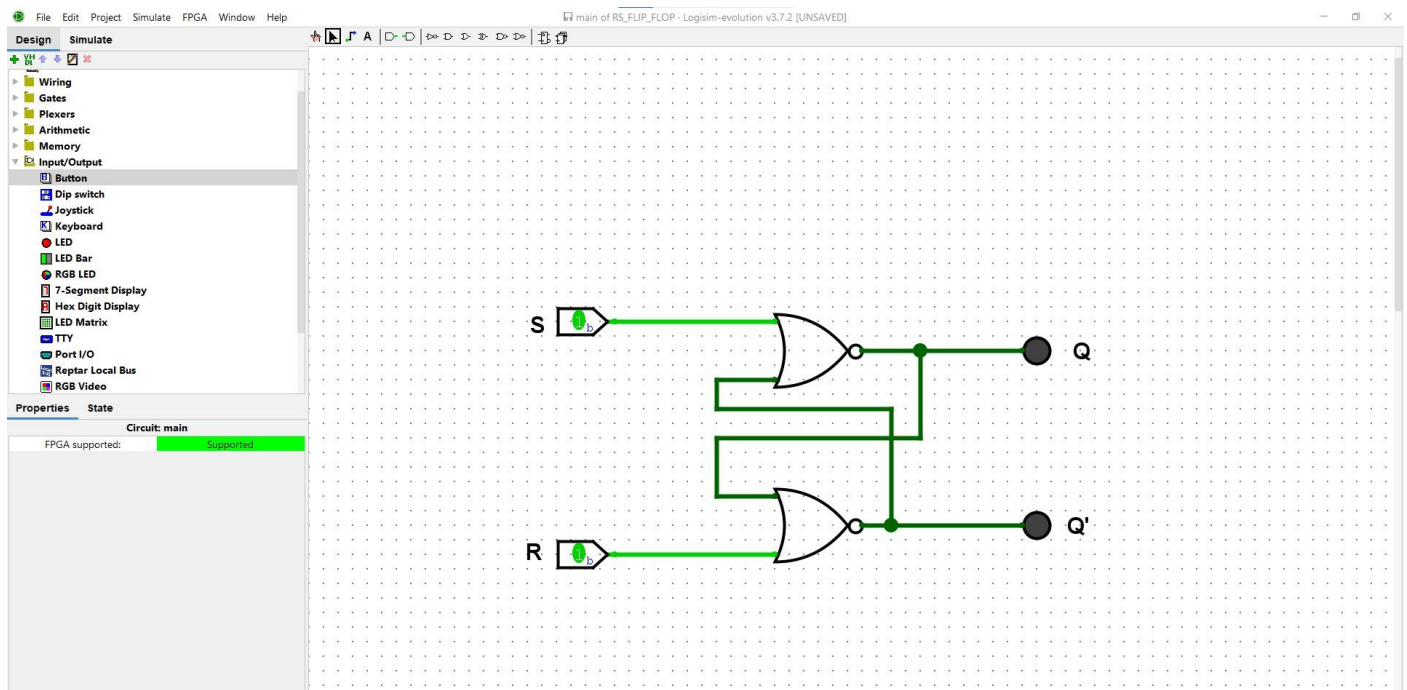 File Edit Project Simulate FPGA Window Help
main of RS_FLIP_FLOP · Logisim-evolution v3.7.2 [UNSAVED]
Design Simulate
A
VH
DL
Wiring
Gates
Plexers
Arithmetic
Memory
Input/Output
Button
Dip switch
Joystick
Keyboard
LED
LED Bar
RGB LED
7-Segment Display
Hex Digit Display
LED Matrix
TTY
Port I/O
Reptar Local Bus
RGB Video
Properties State
Circuit: main
FPGA supported: Supported
S 1 b
Q
Q'
R 1 b